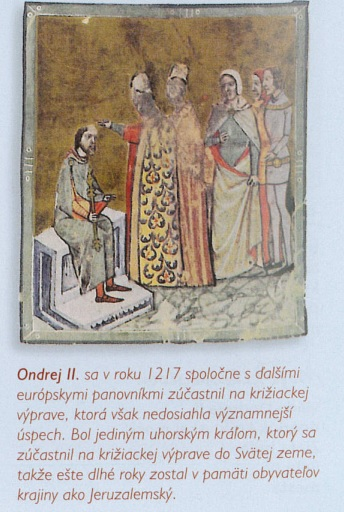 Ondrej II. sa v roku 1217 spoločne s ďalšími
európskymi panovníkmi zúčastnil na križiackej
výprave, ktorá však nedosiahla významnejší
úspech. Bol jediným uhorským kráľom, ktorý sa
zúčastnil na križiackej výprave do Svätej zeme,
takže ešte dlhé roky zostal v pamäti obyvateľov
krajiny ako Jeruzalemský.